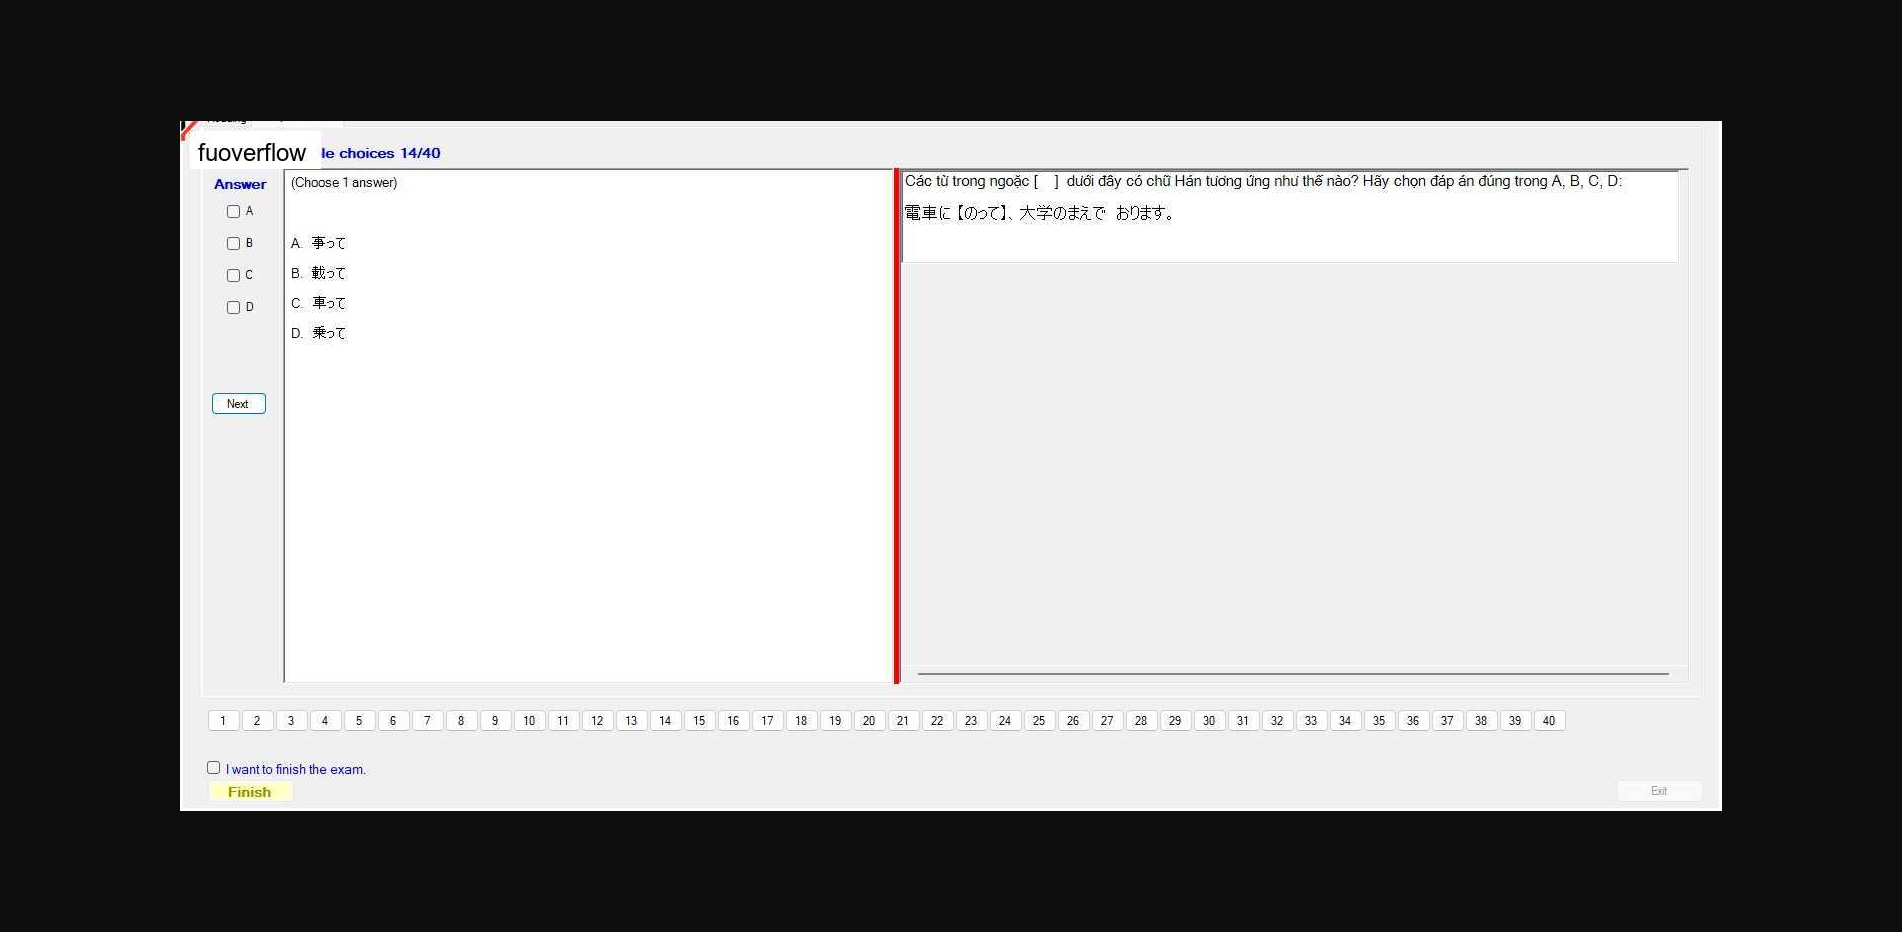 fuoverflow
le choices 14/40
Answer
A
B
C
D
Next
(Choose 1 answer)
A. 事って
B. 載って
C. 車って
D. 乗って
Các từ trong ngoặc [ ] dưới đây có chữ Hán tương ứng như thế nào? Hãy chọn đáp án đúng trong A, B, C, D:
電車に【のって】、大学のまえで おります。
1 2 3 4 5 6 7 8 9 10 11 12 13 14 15 16 17 18 19 20 21 22 23 24 25 26 27 28 29 30 31 32 33 34 35 36 37 38 39 40
I want to finish the exam.
Finish
Exit